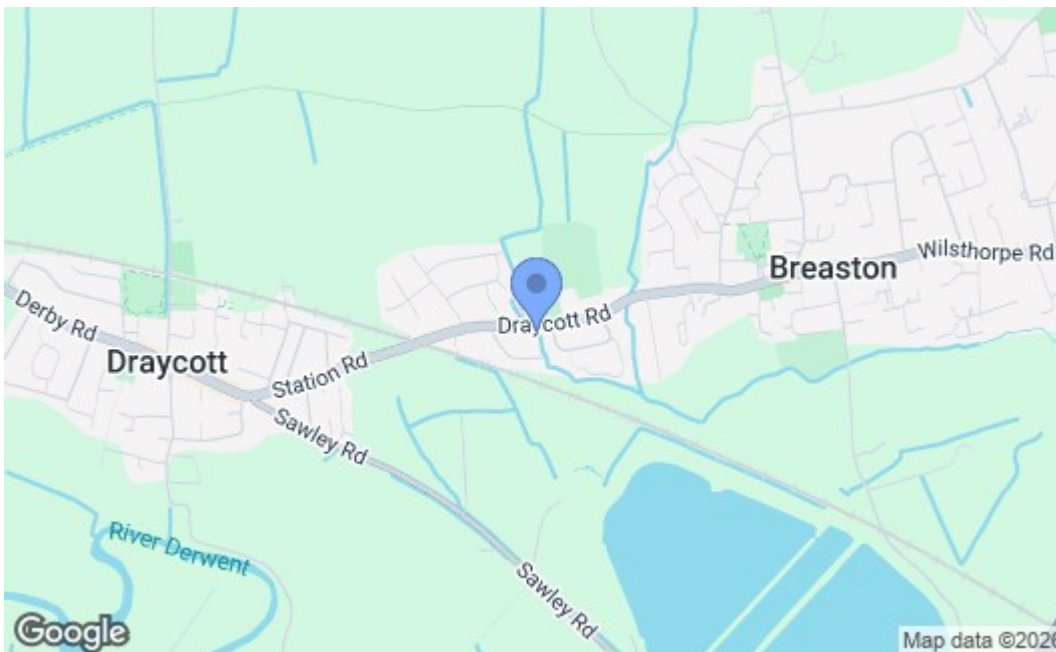 Wilsthorpe Rd
Breaston
Draycott Rd
Derby Rd
Draycott
Station Rd
Sawley Rd
River Derwent
Sawley Rd
Google
Map data ©2026